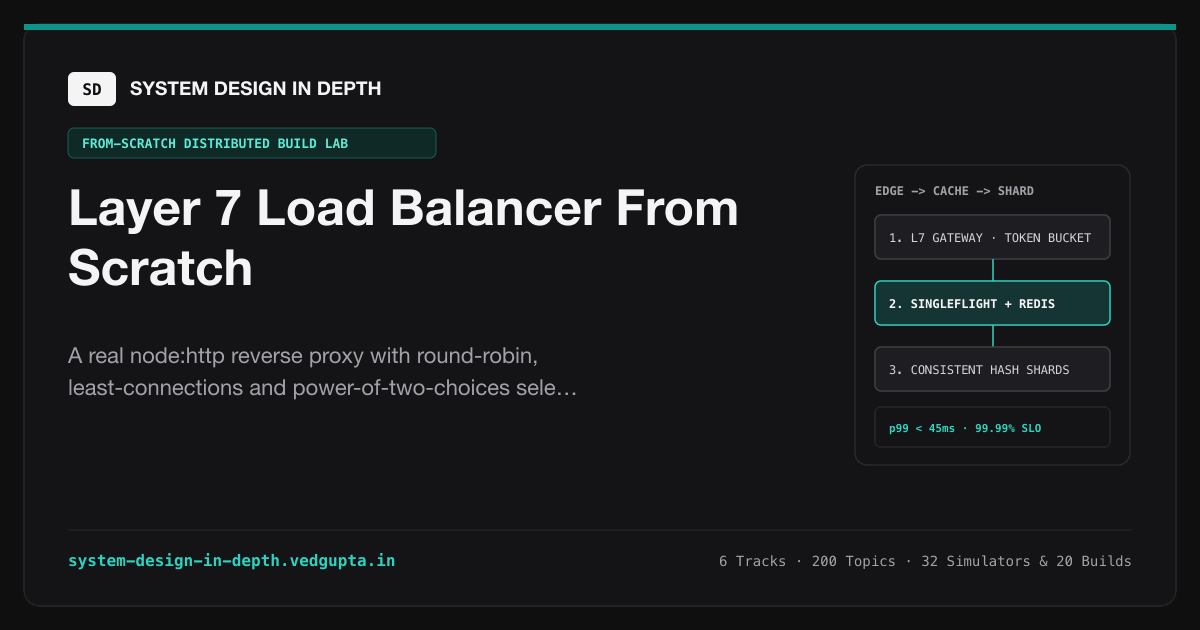 SD SYSTEM DESIGN IN DEPTH
FROM–SCRATCH DISTRIBUTED BUILD LAB
Layer 7 Load Balancer From
Scratch
A real node:http reverse proxy with round-robin,
least-connections and power-of-two-choices sele…
EDGE –> CACHE –> SHARD
1. L7 GATEWAY · TOKEN BUCKET
2. SINGLEFLIGHT + REDIS
3. CONSISTENT HASH SHARDS
p99 < 45ms · 99.99% SLO
system–design–in–depth.vedgupta.in
6 Tracks · 200 Topics · 32 Simulators & 20 Builds